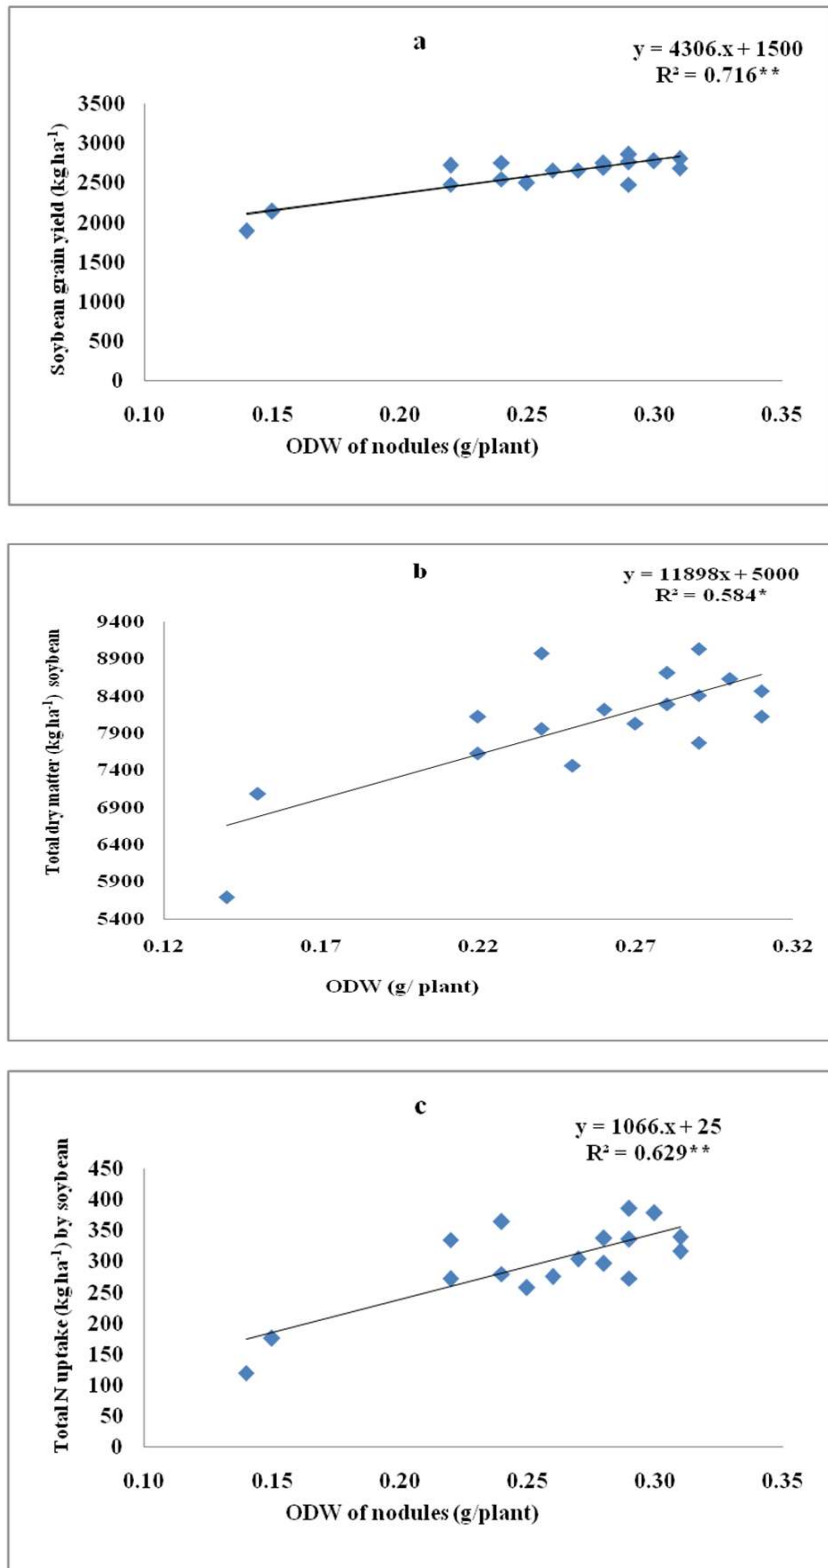 a
y = 4306.x + 1500
R² = 0.716**
Soybean grain yield (kg ha⁻¹)
3500
3000
2500
2000
1500
1000
500
0
0.10 0.15 0.20 0.25 0.30 0.35
ODW of nodules (g/plant)
b
y = 11898x + 5000
R² = 0.584*
Total dry matter (kg ha⁻¹) soybean
9400
8900
8400
7900
7400
6900
6400
5900
5400
0.12 0.17 0.22 0.27 0.32
ODW (g/ plant)
c
y = 1066.x + 25
R² = 0.629**
Total N uptake (kg ha⁻¹) by soybean
450
400
350
300
250
200
150
100
50
0
0.10 0.15 0.20 0.25 0.30 0.35
ODW of nodules (g/plant)